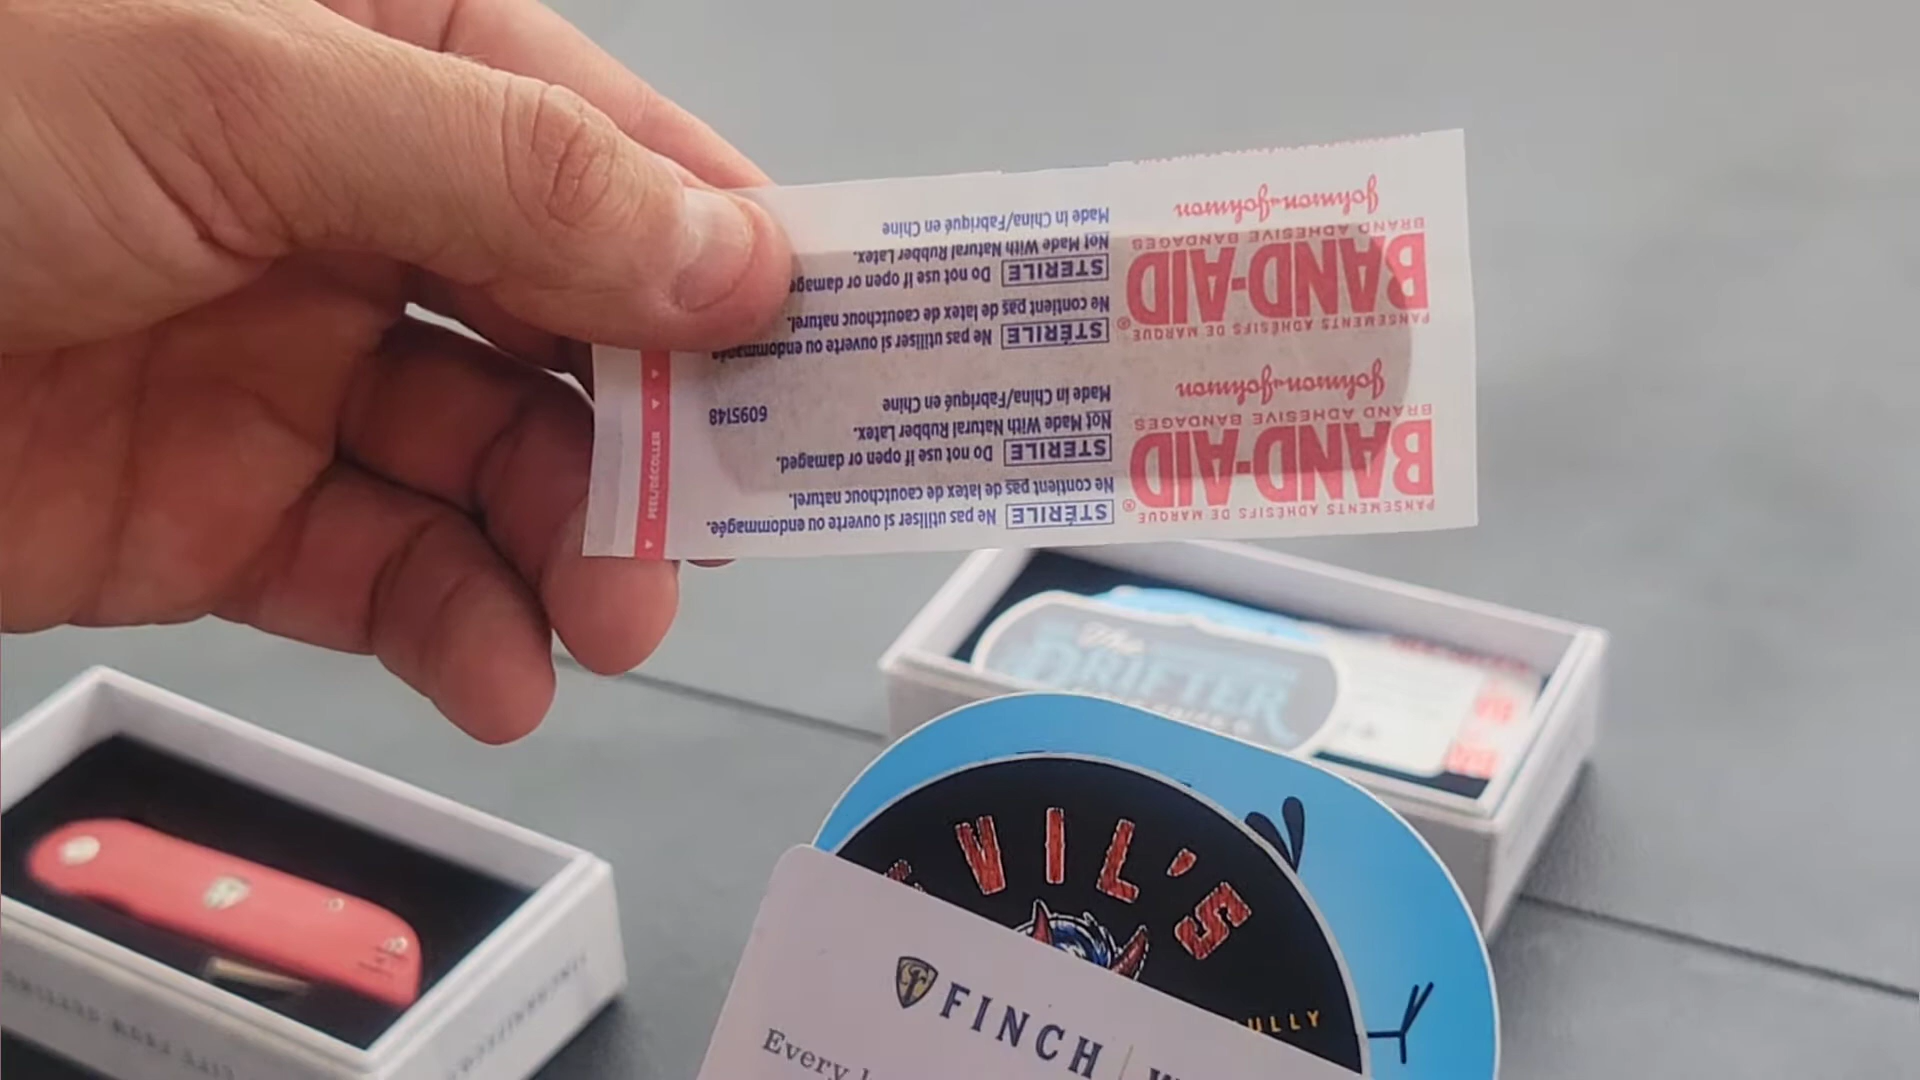 PANSEMENTS ADHÉSIFS DE MARQUE
BAND-AID®
BRAND ADHESIVE BANDAGES
Johnson & Johnson
STÉRILE Ne pas utiliser si ouverte ou endommagée.
Ne contient pas de latex de caoutchouc naturel.
STERILE Do not use if open or damaged.
Not Made With Natural Rubber Latex.
Made in China/Fabriqué en Chine
6095148
PEEL/DÉCOLLER
PANSEMENTS ADHÉSIFS DE MARQUE
BAND-AID®
BRAND ADHESIVE BANDAGES
Johnson & Johnson
STÉRILE Ne pas utiliser si ouverte ou
Ne contient pas de latex de caoutchouc naturel.
STERILE Do not use if open or
Not Made With Natural Rubber Latex.
Made in China/Fabriqué en Chine
The
DRIFTER
VIL'S
ULLY
FINCH
Every